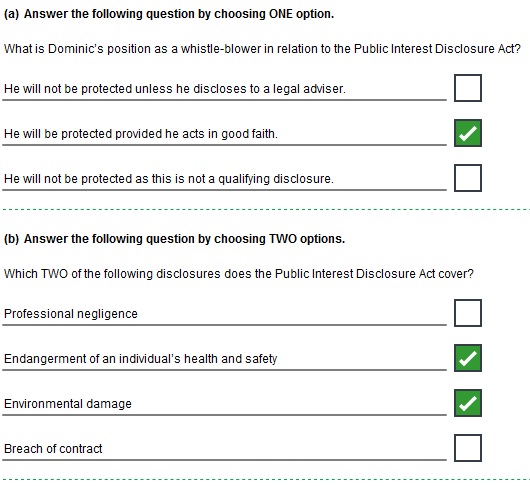 (a) Answer the following question by choosing ONE option.
What is Dominic's position as a whistle-blower in relation to the Public Interest Disclosure Act?
He will not be protected unless he discloses to a legal adviser.
He will be protected provided he acts in good faith.
He will not be protected as this is not a qualifying disclosure.
(b) Answer the following question by choosing TWO options.
Which TWO of the following disclosures does the Public Interest Disclosure Act cover?
Professional negligence
Endangerment of an individual's health and safety
Environmental damage
Breach of contract